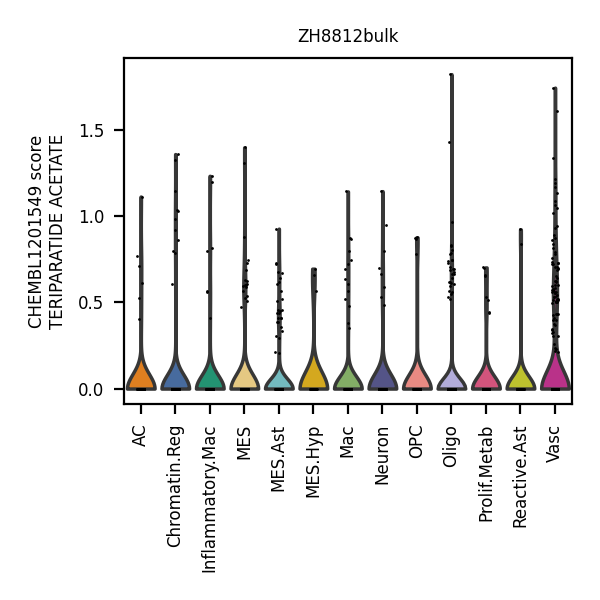 ZH8812bulk
CHEMBL1201549 score
TERIPARATIDE ACETATE
1.5
1.0
0.5
0.0
AC
Chromatin.Reg
Inflammatory.Mac
MES
MES.Ast
MES.Hyp
Mac
Neuron
OPC
Oligo
Prolif.Metab
Reactive.Ast
Vasc